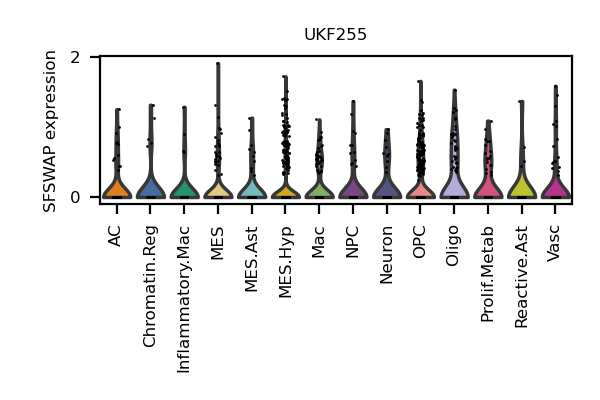 UKF255
SFSWAP expression
2
0
AC
Chromatin.Reg
Inflammatory.Mac
MES
MES.Ast
MES.Hyp
Mac
NPC
Neuron
OPC
Oligo
Prolif.Metab
Reactive.Ast
Vasc